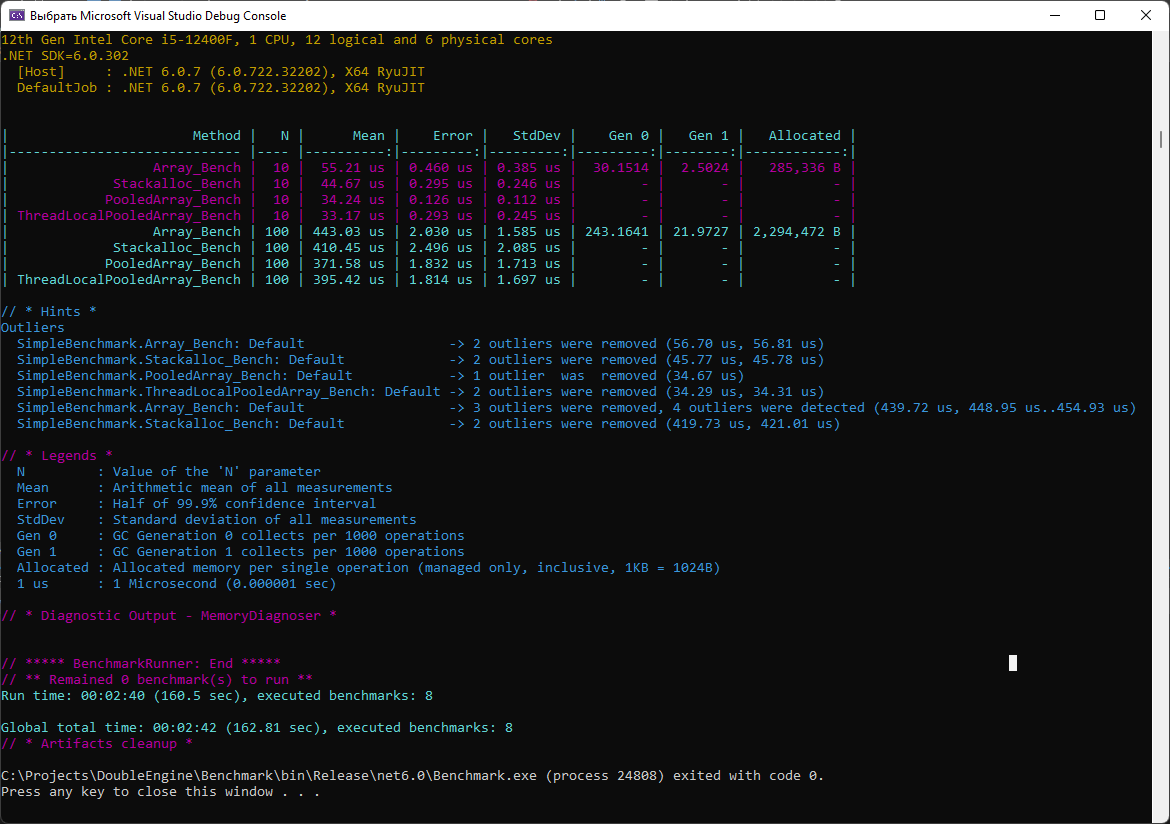 Выбрать Microsoft Visual Studio Debug Console
12th Gen Intel Core i5-12400F, 1 CPU, 12 logical and 6 physical cores
.NET SDK=6.0.302
  [Host]     : .NET 6.0.7 (6.0.722.32202), X64 RyuJIT
  DefaultJob : .NET 6.0.7 (6.0.722.32202), X64 RyuJIT
|                       Method |   N |      Mean |    Error |   StdDev |    Gen 0 |   Gen 1 |   Allocated |
|----------------------------- |---- |----------:|---------:|---------:|---------:|--------:|------------:|
|                  Array_Bench |  10 |  55.21 us | 0.460 us | 0.385 us |  30.1514 |  2.5024 |   285,336 B |
|             Stackalloc_Bench |  10 |  44.67 us | 0.295 us | 0.246 us |        - |       - |           - |
|            PooledArray_Bench |  10 |  34.24 us | 0.126 us | 0.112 us |        - |       - |           - |
| ThreadLocalPooledArray_Bench |  10 |  33.17 us | 0.293 us | 0.245 us |        - |       - |           - |
|                  Array_Bench | 100 | 443.03 us | 2.030 us | 1.585 us | 243.1641 | 21.9727 | 2,294,472 B |
|             Stackalloc_Bench | 100 | 410.45 us | 2.496 us | 2.085 us |        - |       - |           - |
|            PooledArray_Bench | 100 | 371.58 us | 1.832 us | 1.713 us |        - |       - |           - |
| ThreadLocalPooledArray_Bench | 100 | 395.42 us | 1.814 us | 1.697 us |        - |       - |           - |
// * Hints *
Outliers
  SimpleBenchmark.Array_Bench: Default                  -> 2 outliers were removed (56.70 us, 56.81 us)
  SimpleBenchmark.Stackalloc_Bench: Default             -> 2 outliers were removed (45.77 us, 45.78 us)
  SimpleBenchmark.PooledArray_Bench: Default            -> 1 outlier  was  removed (34.67 us)
  SimpleBenchmark.ThreadLocalPooledArray_Bench: Default -> 2 outliers were removed (34.29 us, 34.31 us)
  SimpleBenchmark.Array_Bench: Default                  -> 3 outliers were removed, 4 outliers were detected (439.72 us, 448.95 us..454.93 us)
  SimpleBenchmark.Stackalloc_Bench: Default             -> 2 outliers were removed (419.73 us, 421.01 us)
// * Legends *
  N         : Value of the 'N' parameter
  Mean      : Arithmetic mean of all measurements
  Error     : Half of 99.9% confidence interval
  StdDev    : Standard deviation of all measurements
  Gen 0     : GC Generation 0 collects per 1000 operations
  Gen 1     : GC Generation 1 collects per 1000 operations
  Allocated : Allocated memory per single operation (managed only, inclusive, 1KB = 1024B)
  1 us      : 1 Microsecond (0.000001 sec)
// * Diagnostic Output - MemoryDiagnoser *
// ***** BenchmarkRunner: End *****
// ** Remained 0 benchmark(s) to run **
Run time: 00:02:40 (160.5 sec), executed benchmarks: 8
Global total time: 00:02:42 (162.81 sec), executed benchmarks: 8
// * Artifacts cleanup *
C:\Projects\DoubleEngine\Benchmark\bin\Release\net6.0\Benchmark.exe (process 24808) exited with code 0.
Press any key to close this window . . .